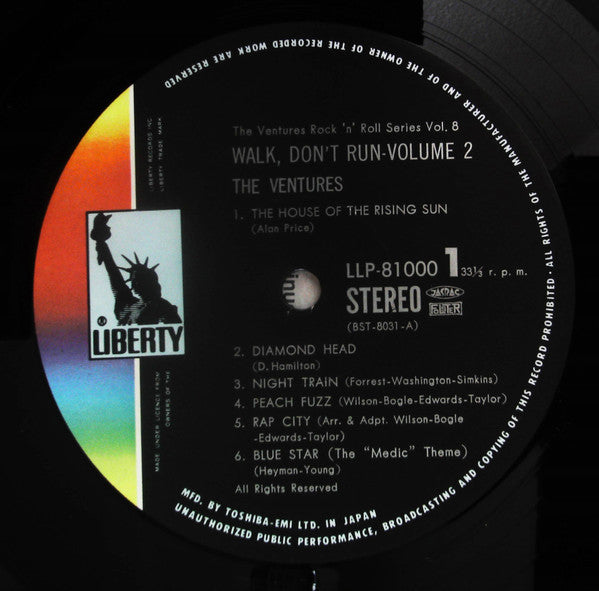 ALL RIGHTS OF THE MANUFACTURER AND OF THE OWNER OF THE RECORDED WORK ARE RESERVED
The Ventures Rock 'n' Roll Series Vol. 8
WALK, DON'T RUN-VOLUME 2
THE VENTURES
1. THE HOUSE OF THE RISING SUN
(Alan Price)
LIBERTY RECORDS INC.
LIBERTY TRADE MARK
LIBERTY
LLP-81000 1 33⅓ r. p. m.
STEREO JASRAC
(BST-8031-A)
2. DIAMOND HEAD
(D. Hamilton)
3. NIGHT TRAIN (Forrest-Washington-Simkins)
4. PEACH FUZZ (Wilson-Bogle-Edwards-Taylor)
5. RAP CITY (Arr. & Adpt. Wilson-Bogle
-Edwards-Taylor)
6. BLUE STAR (The "Medic" Theme)
(Heyman-Young)
All Rights Reserved
MADE UNDER LICENCE FROM
OWNERS OF THE
MFD. BY TOSHIBA-EMI LTD. IN JAPAN
UNAUTHORIZED PUBLIC PERFORMANCE, BROADCASTING AND COPYING OF THIS RECORD PROHIBITED